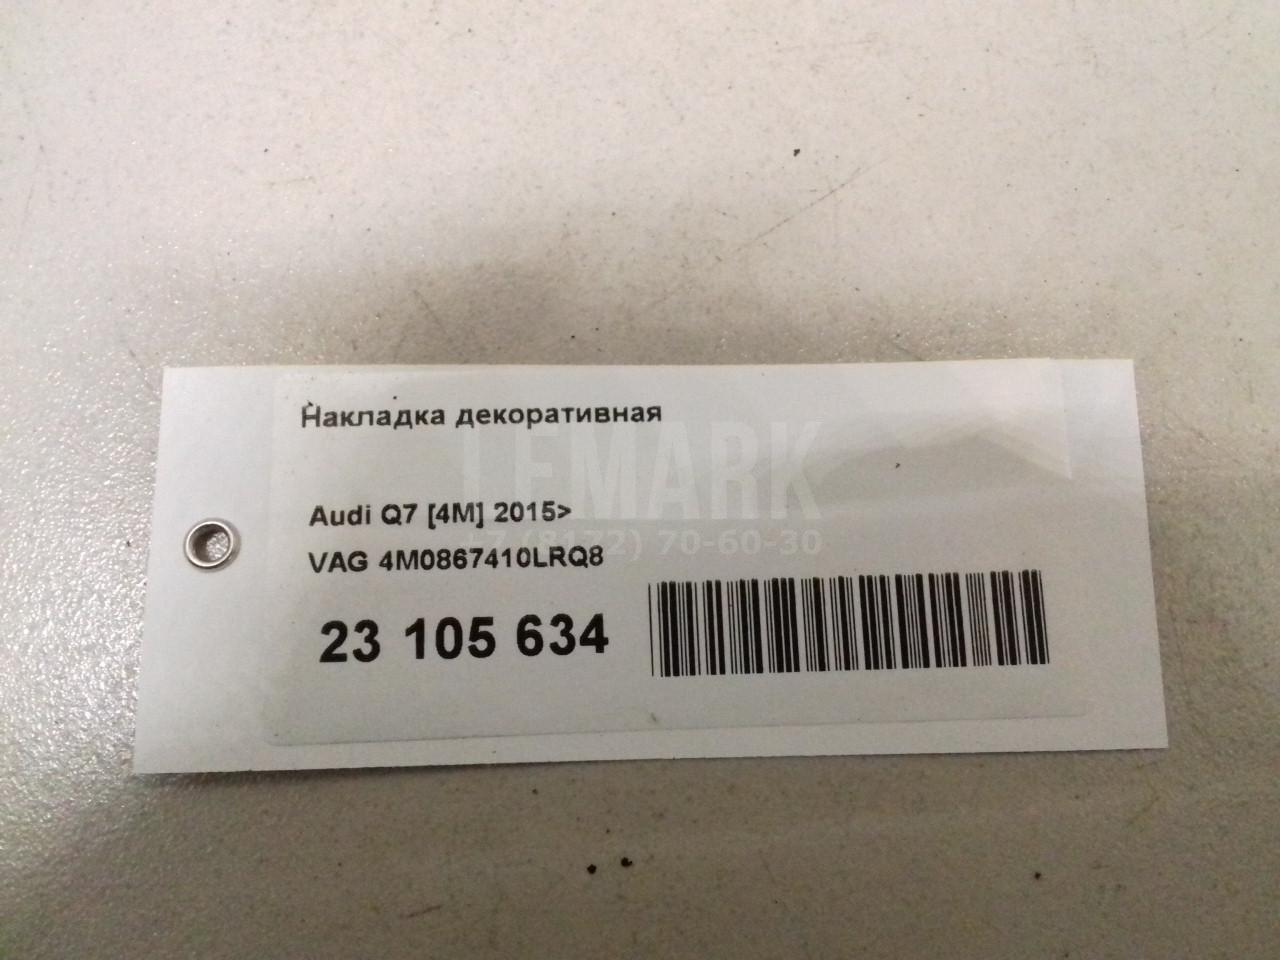 Накладка декоративная
LEMARK
Audi Q7 [4M] 2015>
+7 (8172) 70-60-30
VAG 4M0867410LRQ8
23 105 634